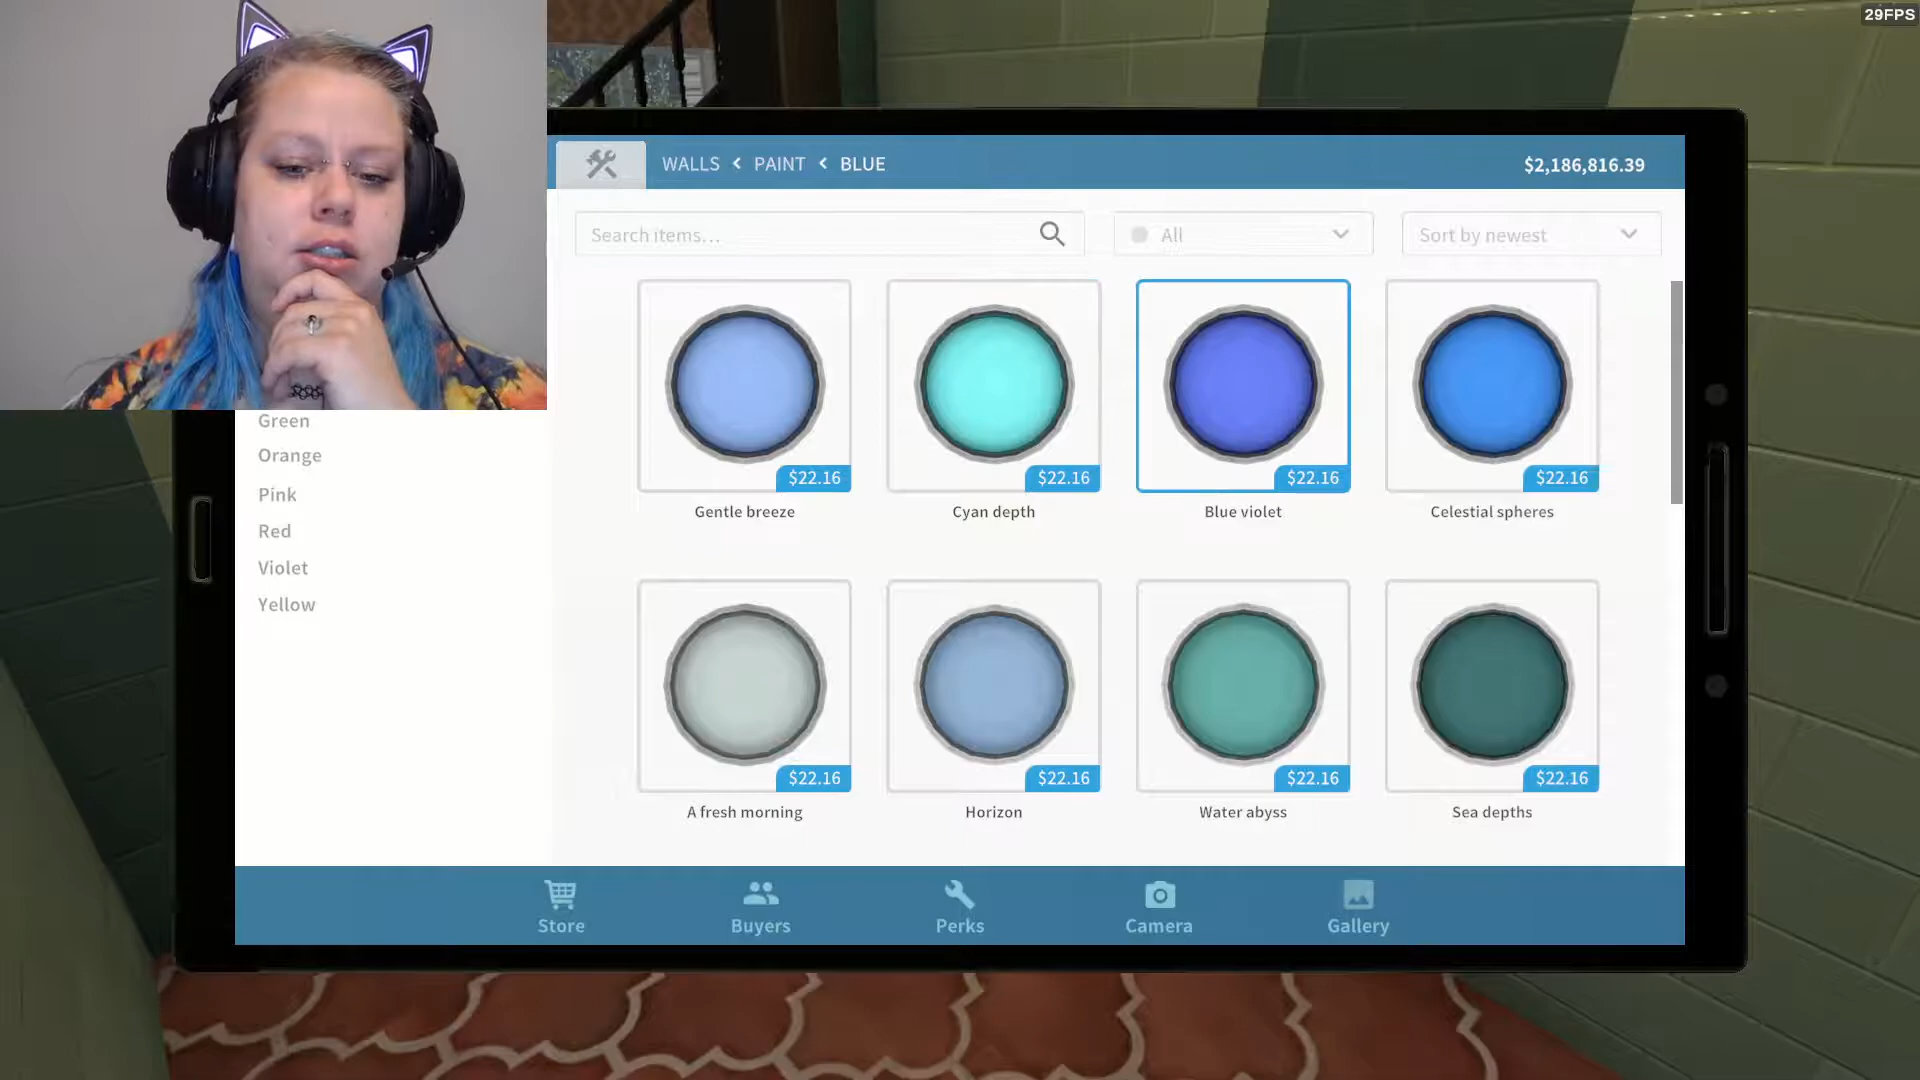 29FPS
WALLS < PAINT < BLUE
$2,186,816.39
Search items...
All
Sort by newest
Green
Orange
Pink
Red
Violet
Yellow
$22.16
$22.16
$22.16
$22.16
Gentle breeze
Cyan depth
Blue violet
Celestial spheres
$22.16
$22.16
$22.16
$22.16
A fresh morning
Horizon
Water abyss
Sea depths
Store
Buyers
Perks
Camera
Gallery